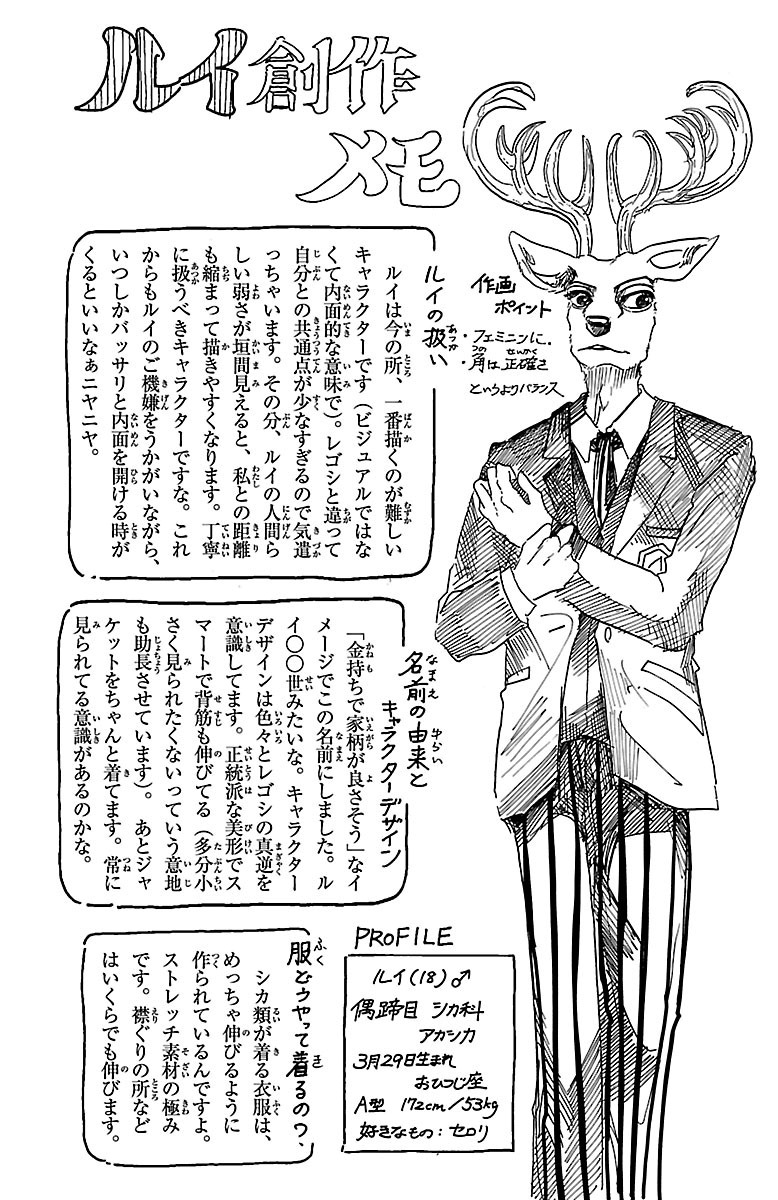 ルイ創作
メモ
作画
ポイント
・フェミニンに.
・角は正確さ
というよりバランス
ルイの扱い
ルイは今の所、一番描くのが難しい
キャラクターです(ビジュアルではな
くて内面的な意味で)。レゴシと違って
自分との共通点が少なすぎるので気遣
っちゃいます。その分、ルイの人間ら
しい弱さが垣間見えると、私との距離
も縮まって描きやすくなります。丁寧
に扱うべきキャラクターですな。これ
からもルイのご機嫌をうかがいながら、
いつしかバッサリと内面を開ける時が
くるといいなぁニヤニヤ。
名前の由来と
キャラクターデザイン
「金持ちで家柄が良さそう」なイ
メージでこの名前にしました。ル
イ〇〇世みたいな。キャラクター
デザインは色々とレゴシの真逆を
意識してます。正統派な美形でス
マートで背筋も伸びてる(多分小
さく見られたくないっていう意地
も助長させています)。あとジャ
ケットをちゃんと着てます。常に
見られてる意識があるのかな。
服どうやって着るの?、
シカ類が着る衣服は、
めっちゃ伸びるように
作られているんですよ。
ストレッチ素材の極み
です。襟ぐりの所など
はいくらでも伸びます。
PROFILE
ルイ(18)♂
偶蹄目 シカ科
アカシカ
3月29日生まれ
おひつじ座
A型 172cm/53kg
好きなもの:セロリ